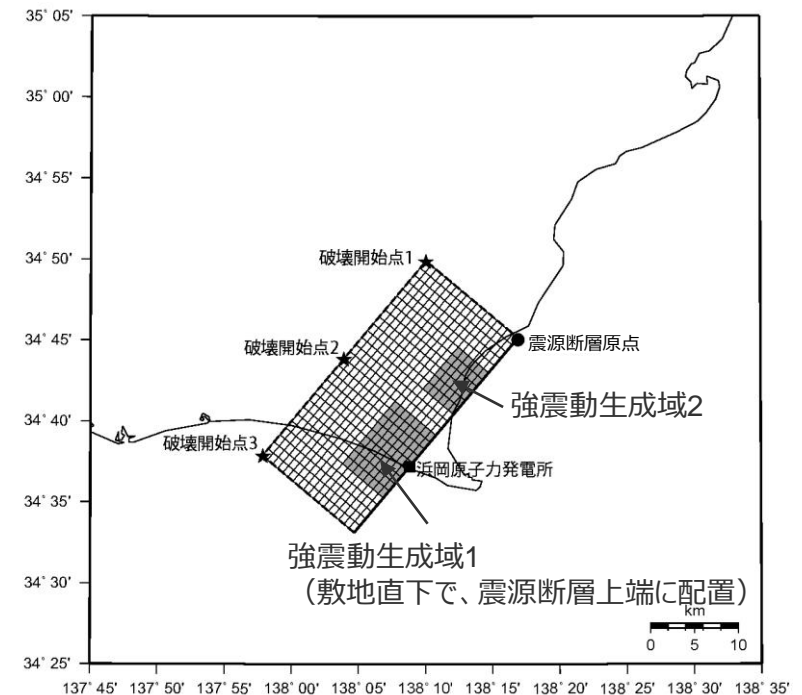 35° 05'
35° 00'
34° 55'
34° 50'
34° 45'
34° 40'
34° 35'
34° 30'
34° 25'
破壊開始点1
破壊開始点2
震源断層原点
強震動生成域2
破壊開始点3
浜岡原子力発電所
強震動生成域1
（敷地直下で、震源断層上端に配置）
km
0 5 10
137° 45' 137° 50' 137° 55' 138° 00' 138° 05' 138° 10' 138° 15' 138° 20' 138° 25' 138° 30' 138° 35'